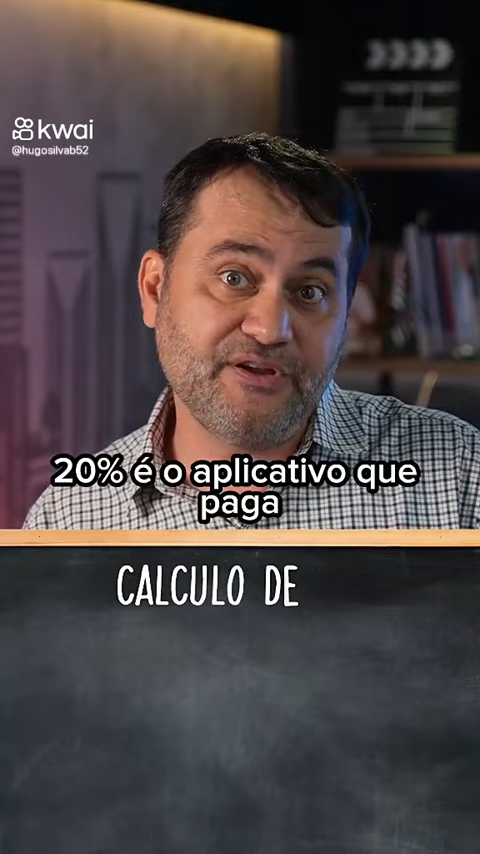 kwai
@hugosilvab52
20% é o aplicativo que
paga
CALCULO DE